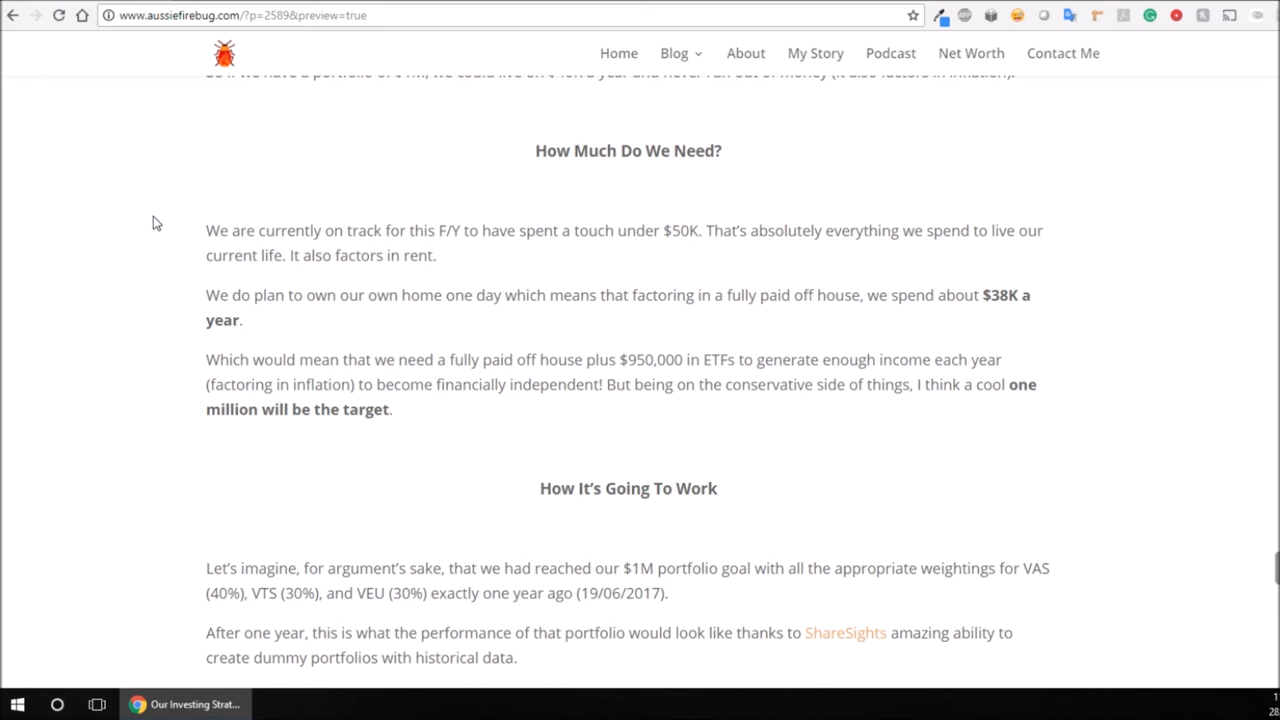 www.aussiefirebug.com/?p=2589&preview=true
Home Blog About My Story Podcast Net Worth Contact Me
How Much Do We Need?
We are currently on track for this F/Y to have spent a touch under $50K. That's absolutely everything we spend to live our
current life. It also factors in rent.
We do plan to own our own home one day which means that factoring in a fully paid off house, we spend about $38K a
year.
Which would mean that we need a fully paid off house plus $950,000 in ETFs to generate enough income each year
(factoring in inflation) to become financially independent! But being on the conservative side of things, I think a cool one
million will be the target.
How It's Going To Work
Let's imagine, for argument's sake, that we had reached our $1M portfolio goal with all the appropriate weightings for VAS
(40%), VTS (30%), and VEU (30%) exactly one year ago (19/06/2017).
After one year, this is what the performance of that portfolio would look like thanks to ShareSights amazing ability to
create dummy portfolios with historical data.
Our Investing Strat...
28